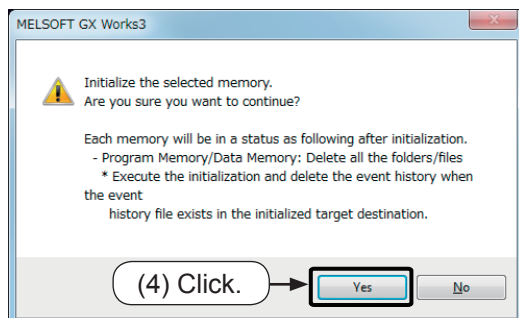 MELSOFT GX Works3
Initialize the selected memory.
Are you sure you want to continue?
Each memory will be in a status as following after initialization.
- Program Memory/Data Memory: Delete all the folders/files
* Execute the initialization and delete the event history when
the event
history file exists in the initialized target destination.
(4) Click.
Yes
No